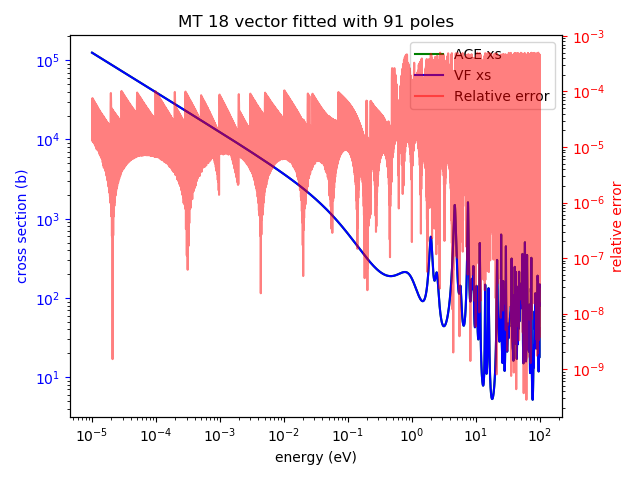 MT 18 vector fitted with 91 poles
ACE xs
VF xs
Relative error
cross section (b)
10^5
10^4
10^3
10^2
10^1
relative error
10^-3
10^-4
10^-5
10^-6
10^-7
10^-8
10^-9
10^-5 10^-4 10^-3 10^-2 10^-1 10^0 10^1 10^2
energy (eV)